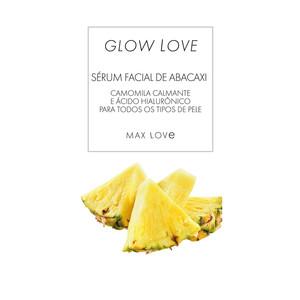 GLOW LOVE
SÉRUM FACIAL DE ABACAXI
CAMOMILA CALMANTE
E ÁCIDO HIALURÔNICO
PARA TODOS OS TIPOS DE PELE
MAX LOVe